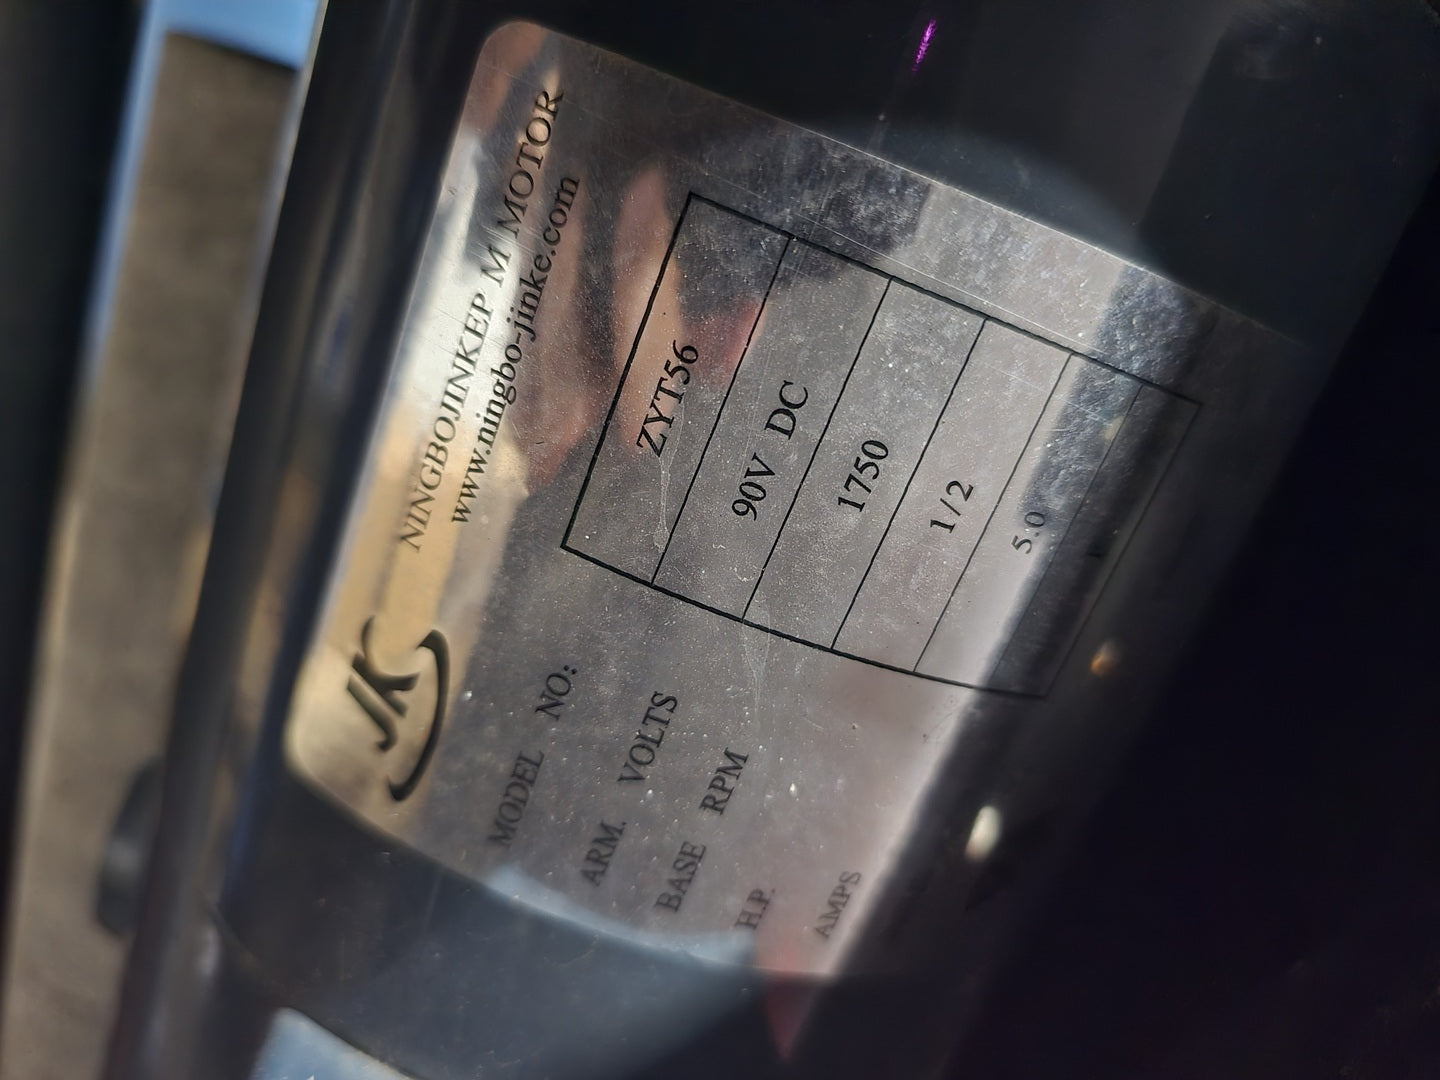 JK
NINGBOJINKEP M MOTOR
www.ningbo-jinke.com
MODEL NO: ZYT56
ARM. VOLTS 90V DC
BASE RPM 1750
H.P. 1/2
AMPS 5.0